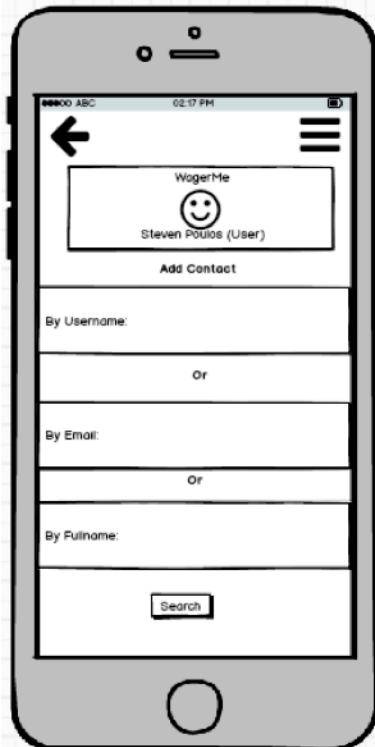 ABC 02:17 PM
WagerMe
Steven Poulos (User)
Add Contact
By Username:
Or
By Email:
Or
By Fullname:
Search